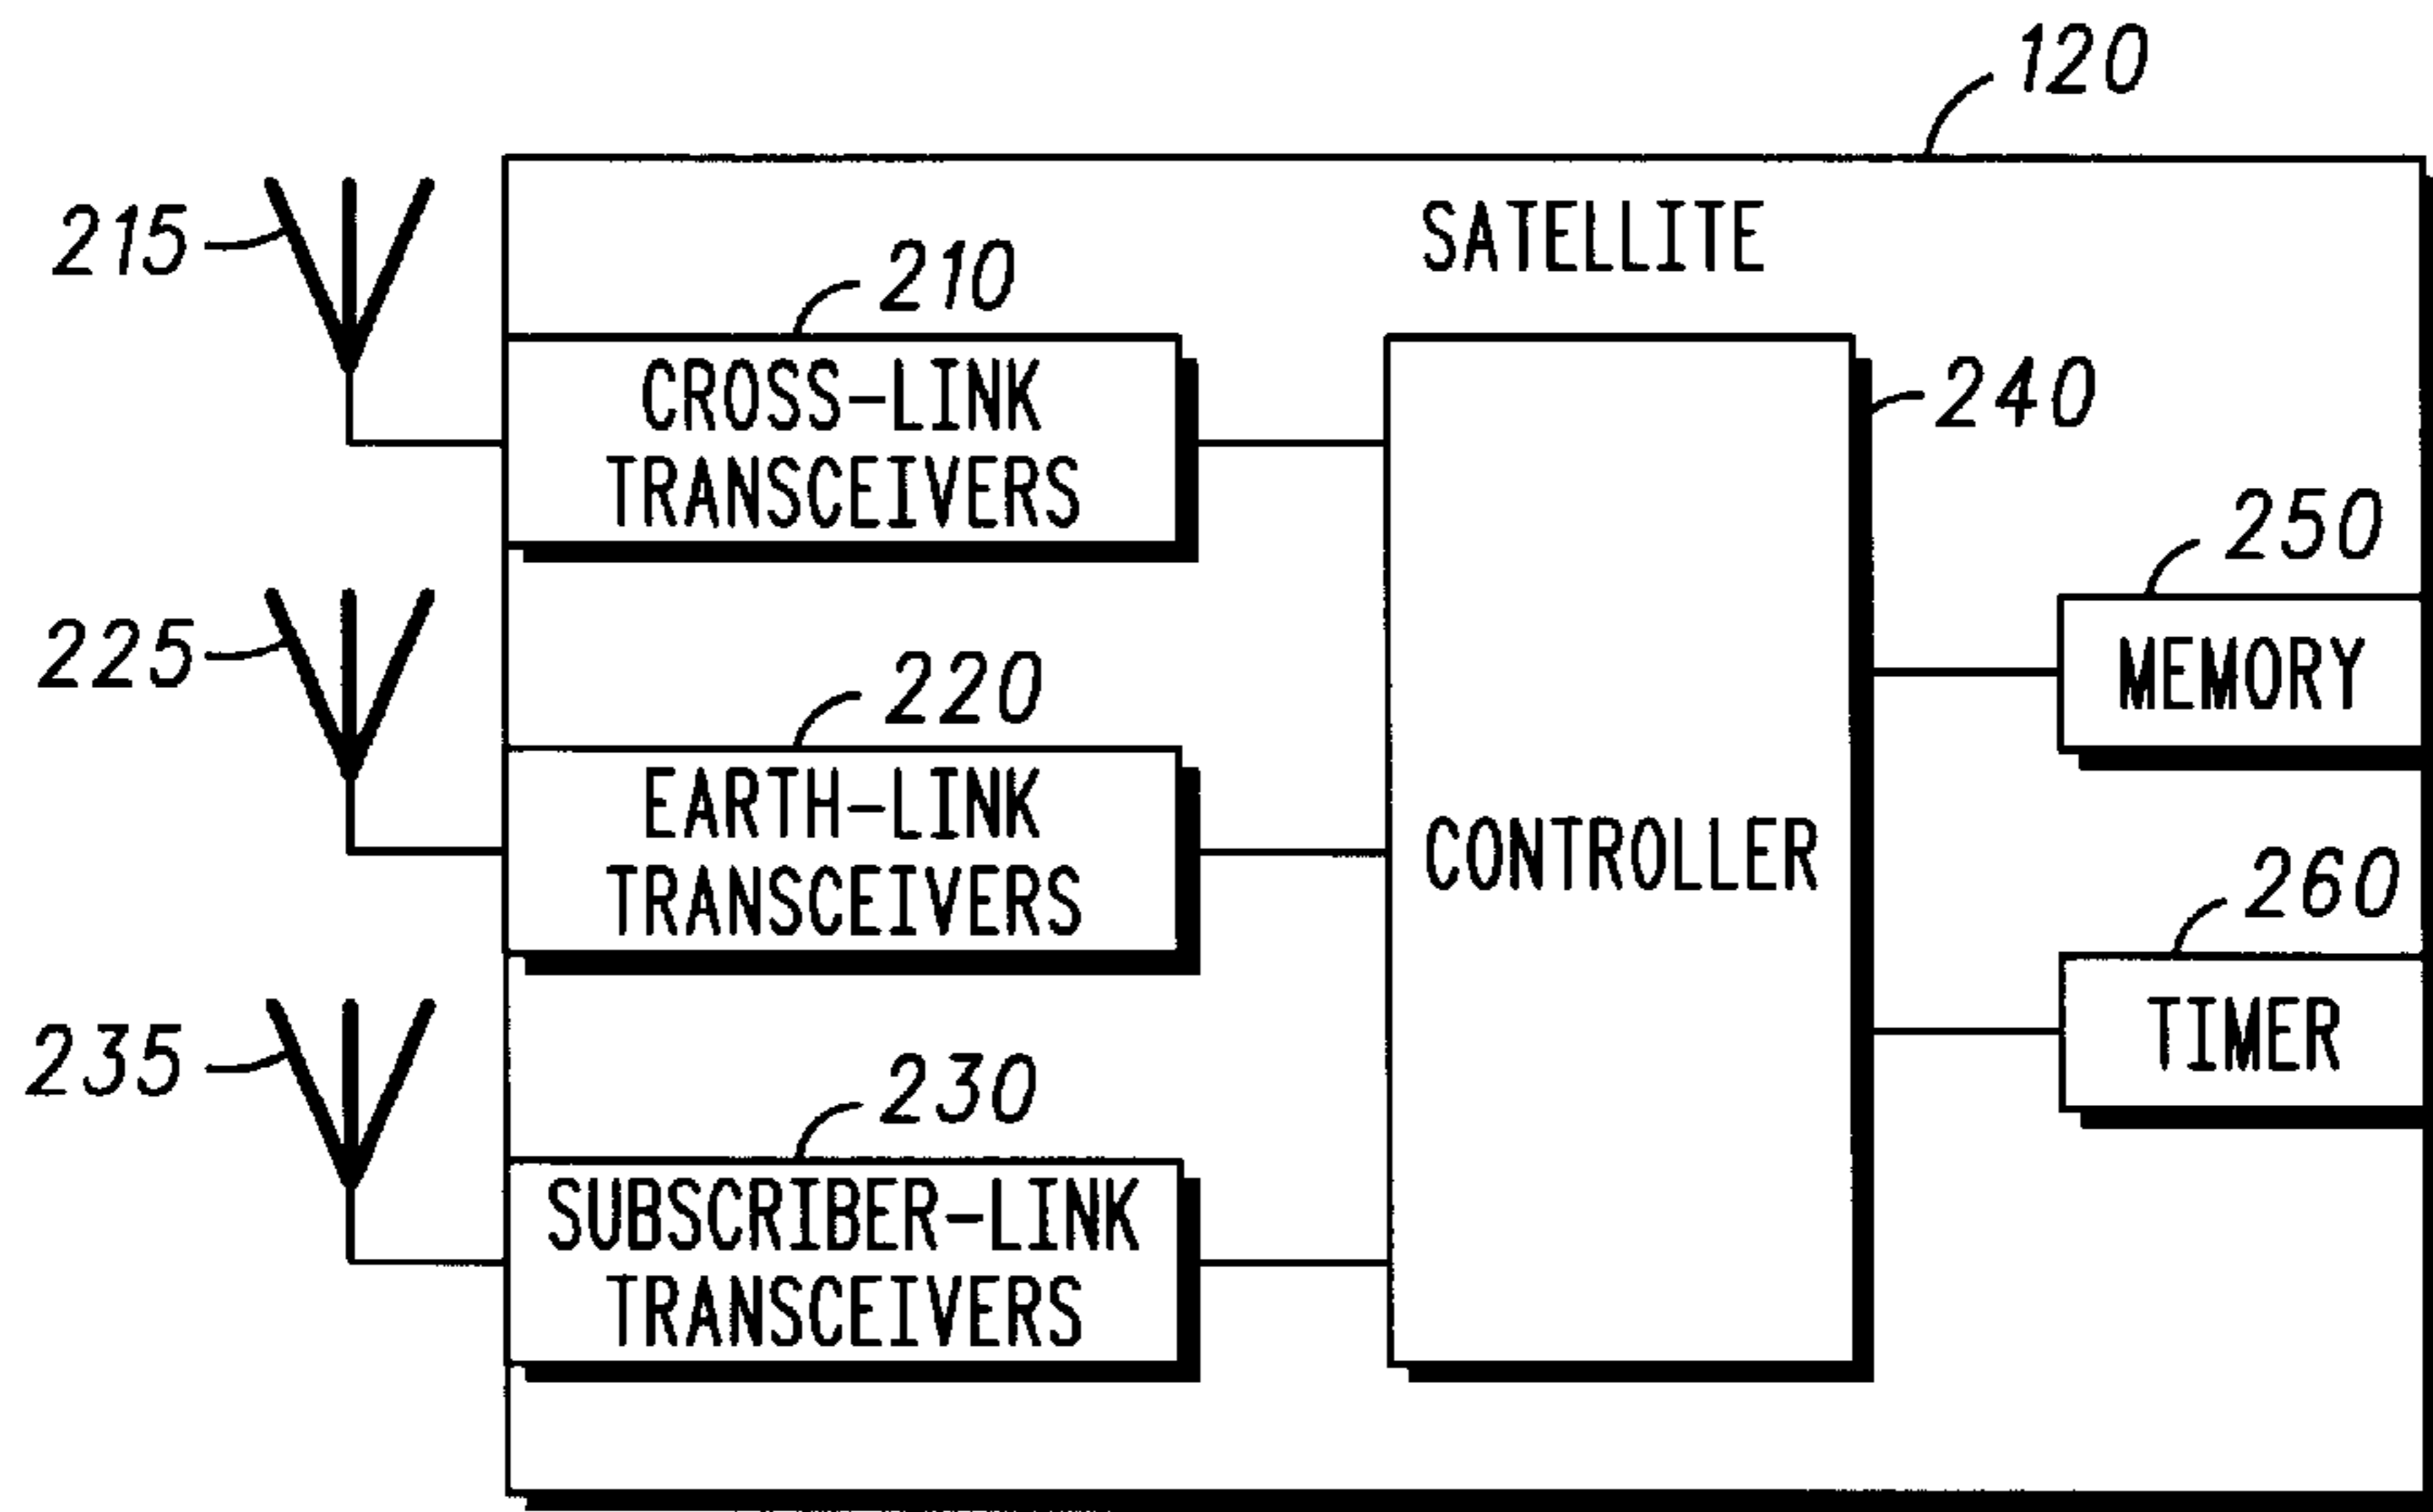 120
SATELLITE
215
210
CROSS-LINK
TRANSCEIVERS
240
250
MEMORY
225
220
EARTH-LINK
TRANSCEIVERS
CONTROLLER
260
TIMER
235
230
SUBSCRIBER-LINK
TRANSCEIVERS